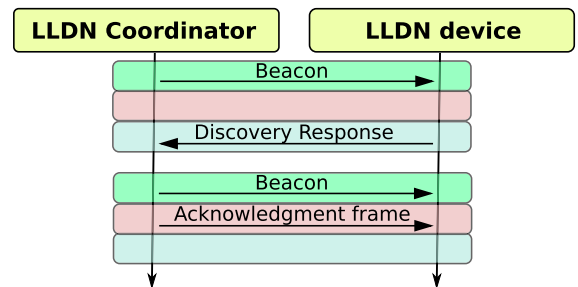 LLDN Coordinator
LLDN device
Beacon
Discovery Response
Beacon
Acknowledgment frame